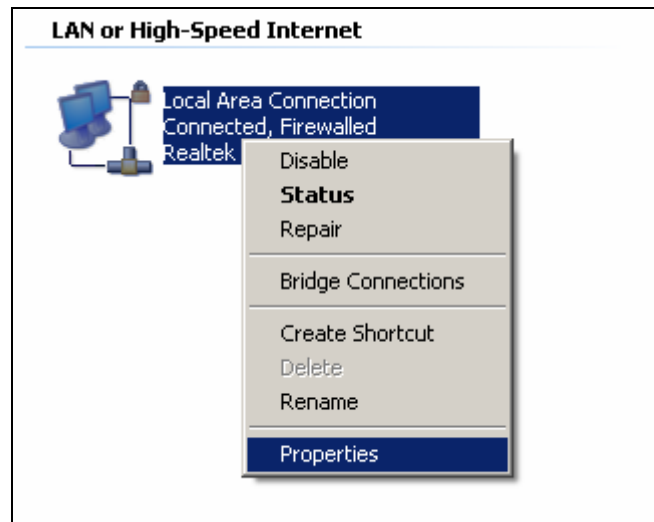 LAN or High-Speed Internet
Local Area Connection
Connected, Firewalled
Realtek
Disable
Status
Repair
Bridge Connections
Create Shortcut
Delete
Rename
Properties